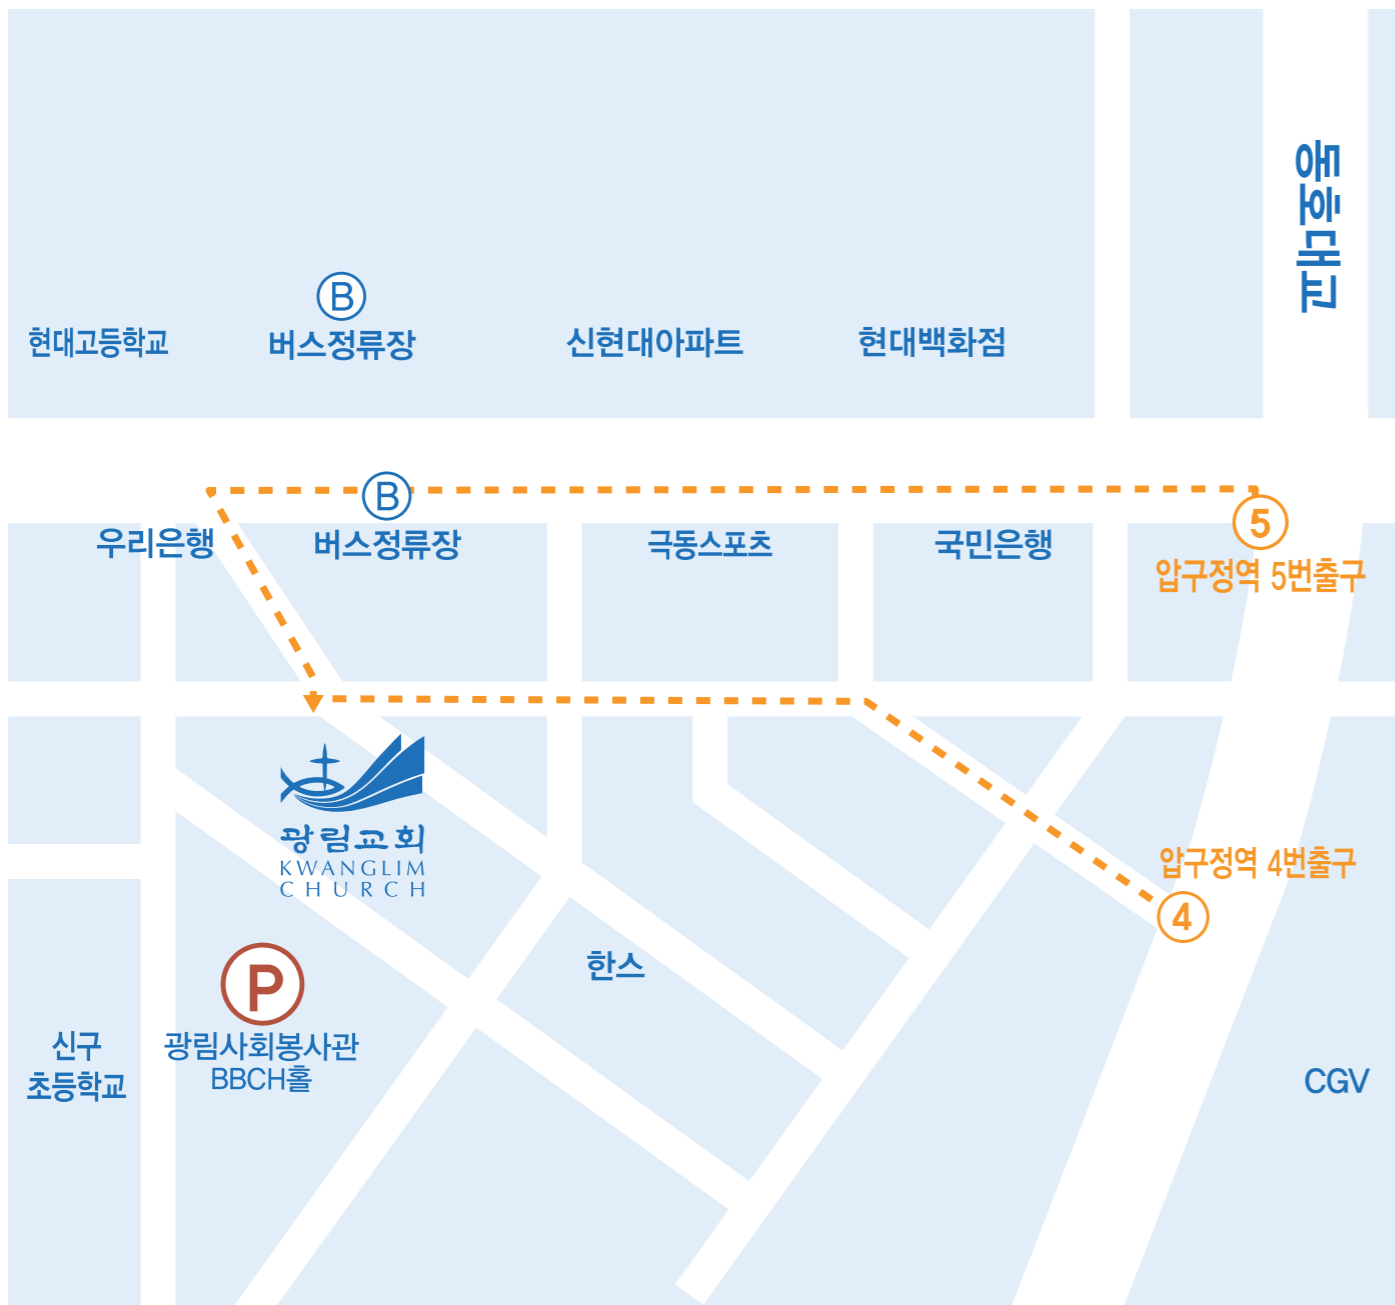 동호대교
B
현대고등학교
버스정류장
신현대아파트
현대백화점
B
우리은행
버스정류장
극동스포츠
국민은행
5
압구정역 5번출구
광림교회
KWANGLIM
CHURCH
압구정역 4번출구
4
한스
P
광림사회봉사관
BBCH홀
신구
초등학교
CGV